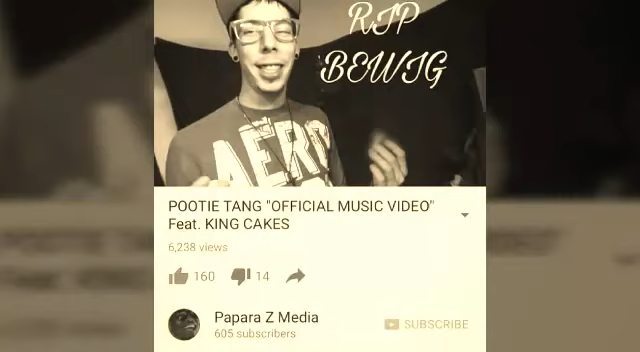 RIP
BEWIG
AERO
POOTIE TANG "OFFICIAL MUSIC VIDEO"
Feat. KING CAKES
6,238 views
160
14
Papara Z Media
605 subscribers
SUBSCRIBE